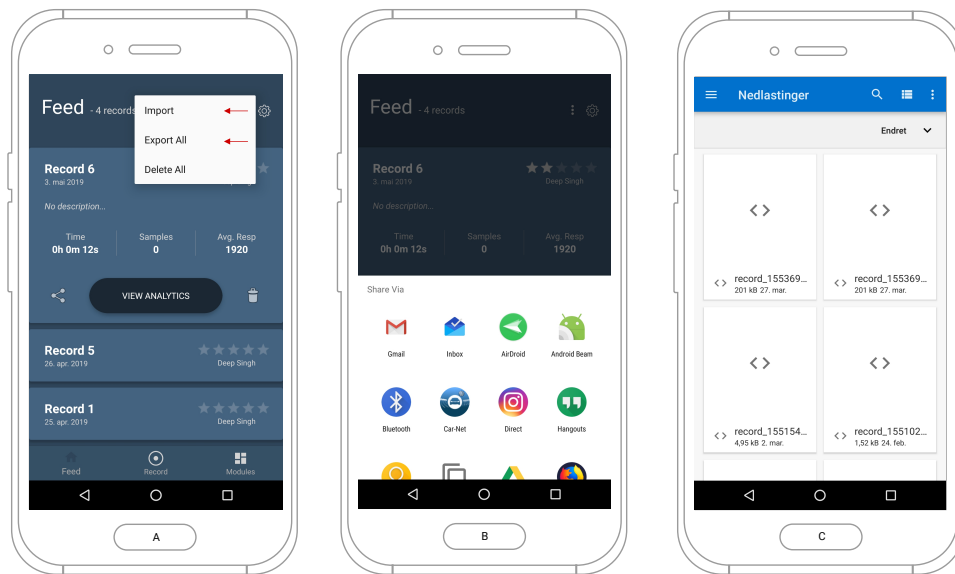 Feed - 4 records
Import
Export All
Delete All
Record 6
3. mai 2019
No description...
Time
Samples
Avg. Resp
0h 0m 12s
0
1920
VIEW ANALYTICS
Record 5
26. apr. 2019
Deep Singh
Record 1
25. apr. 2019
Deep Singh
Feed
Record
Modules
A
Feed - 4 records
Record 6
3. mai 2019
Deep Singh
No description...
Time
Samples
Avg. Resp
0h 0m 12s
0
1920
Share Via
Gmail
Inbox
AirDroid
Android Beam
Bluetooth
Car-Net
Direct
Hangouts
B
Nedlastinger
Endret
record_155369...
201 kB 27. mar.
record_155369...
201 kB 27. mar.
record_155154...
4,95 kB 2. mar.
record_155102...
1,52 kB 24. feb.
C